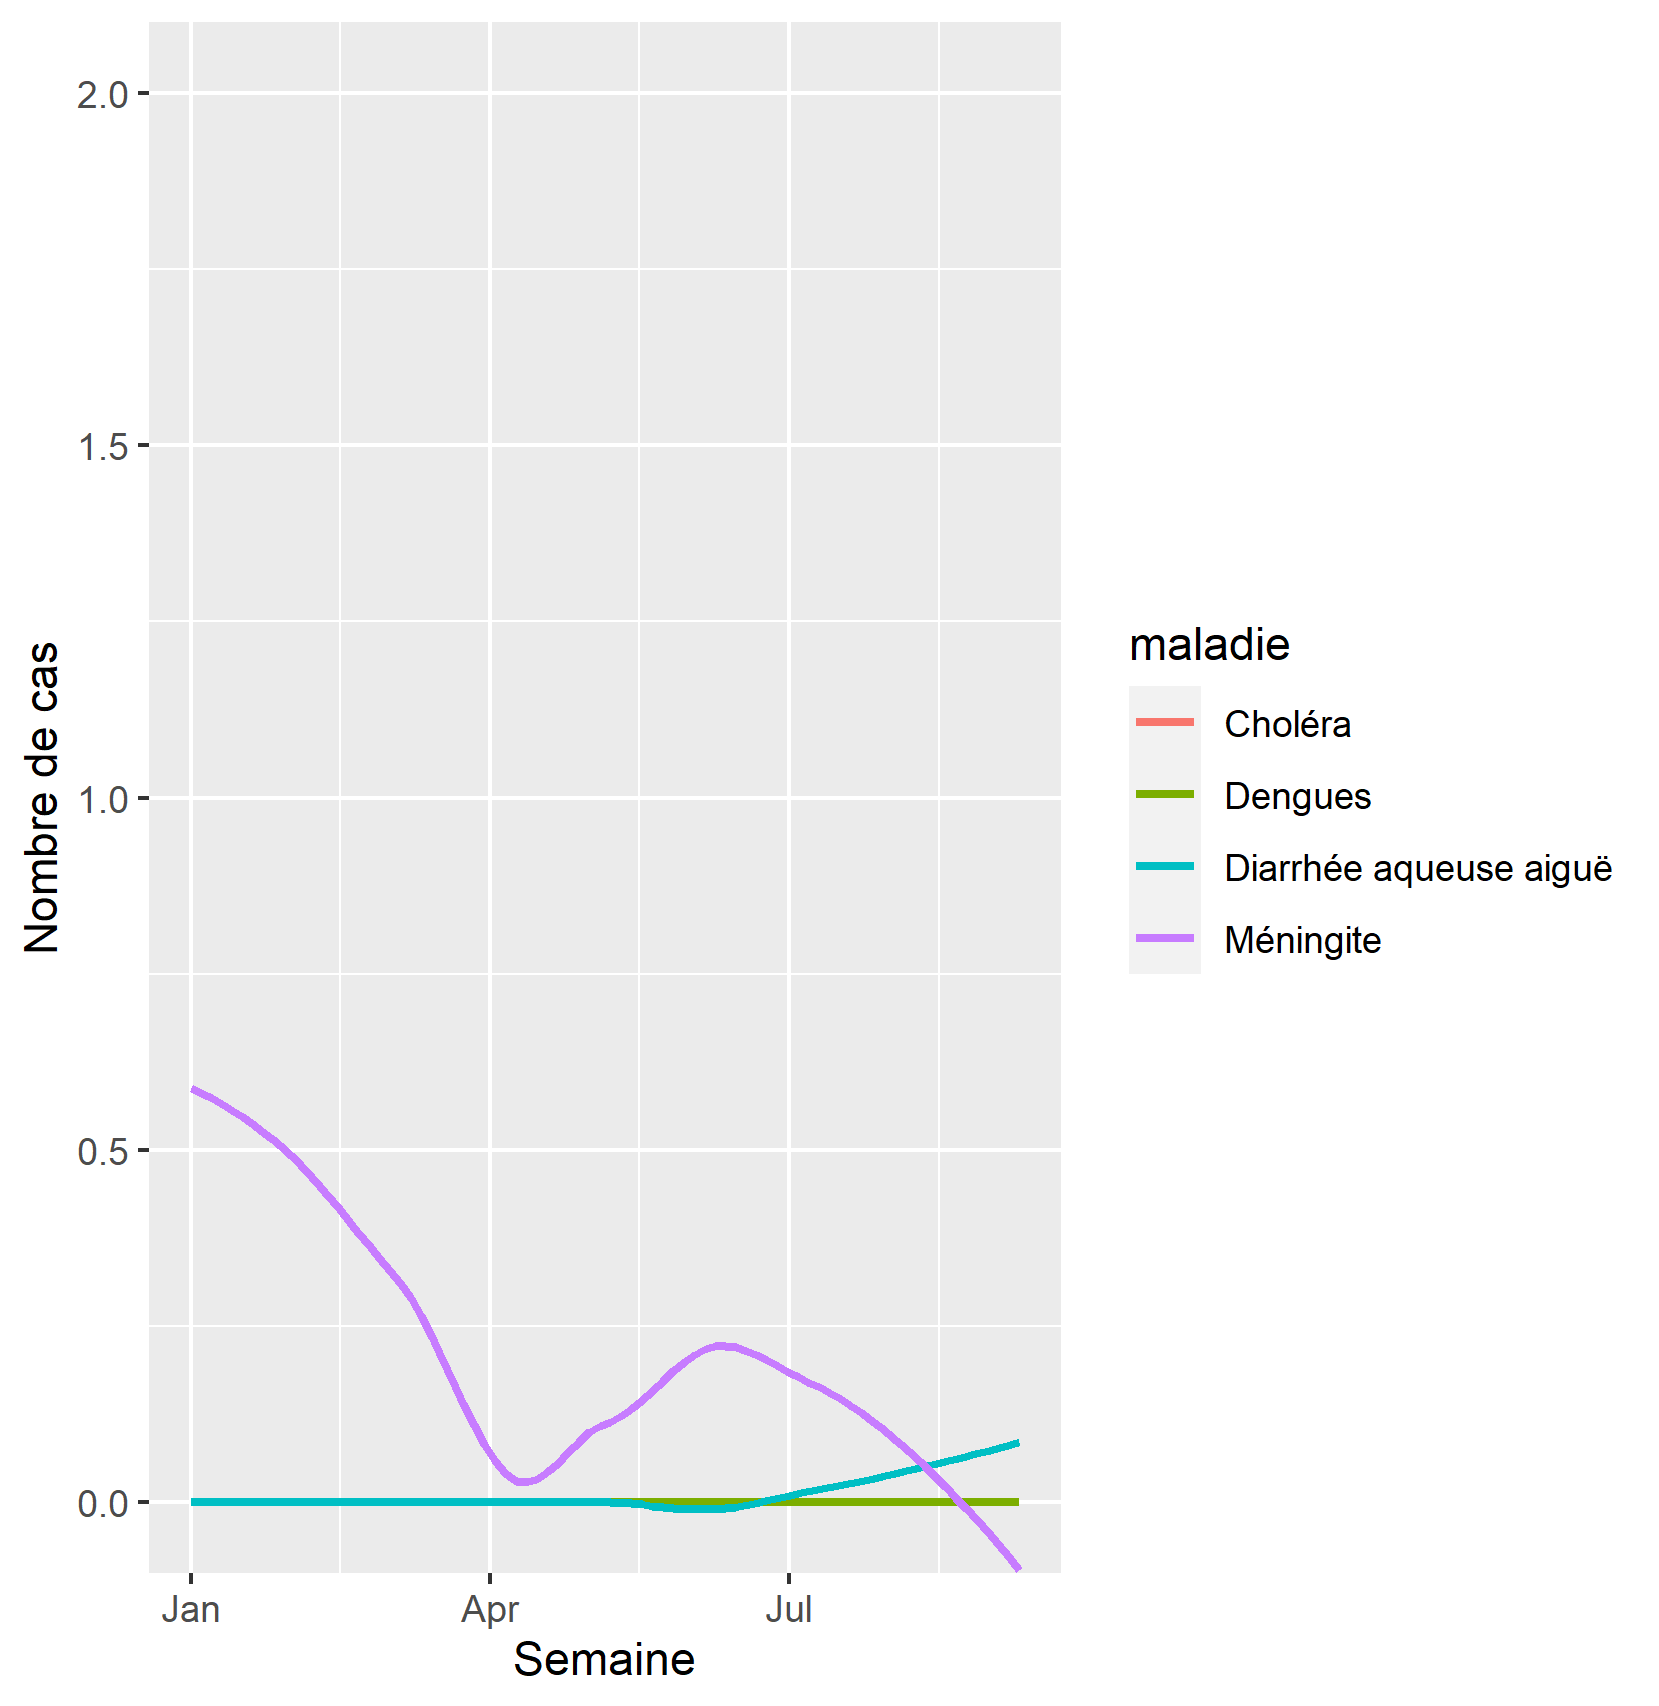 2.0
1.5
1.0
0.5
0.0
Nombre de cas
Jan Apr Jul
Semaine
maladie
Choléra
Dengues
Diarrhée aqueuse aiguë
Méningite